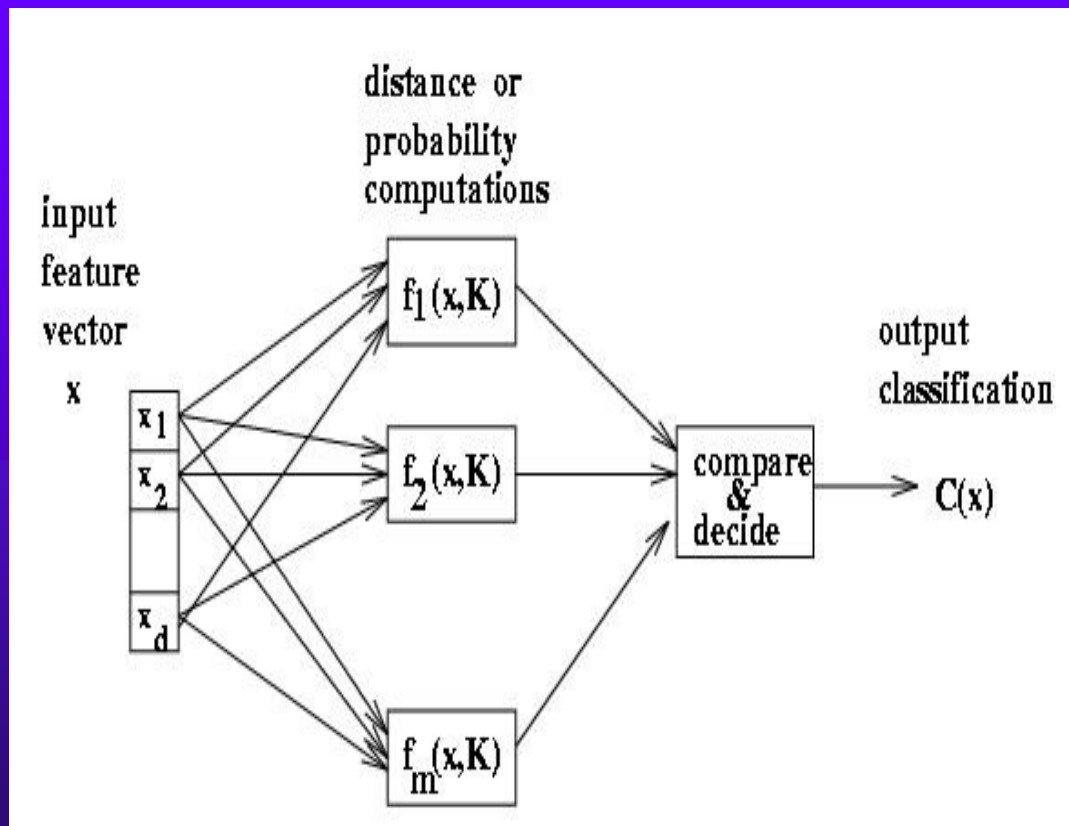 distance or
probability
computations
input
feature
vector
x
x1
x2
xd
f1(x,K)
f2(x,K)
fm(x,K)
compare
&
decide
output
classification
C(x)